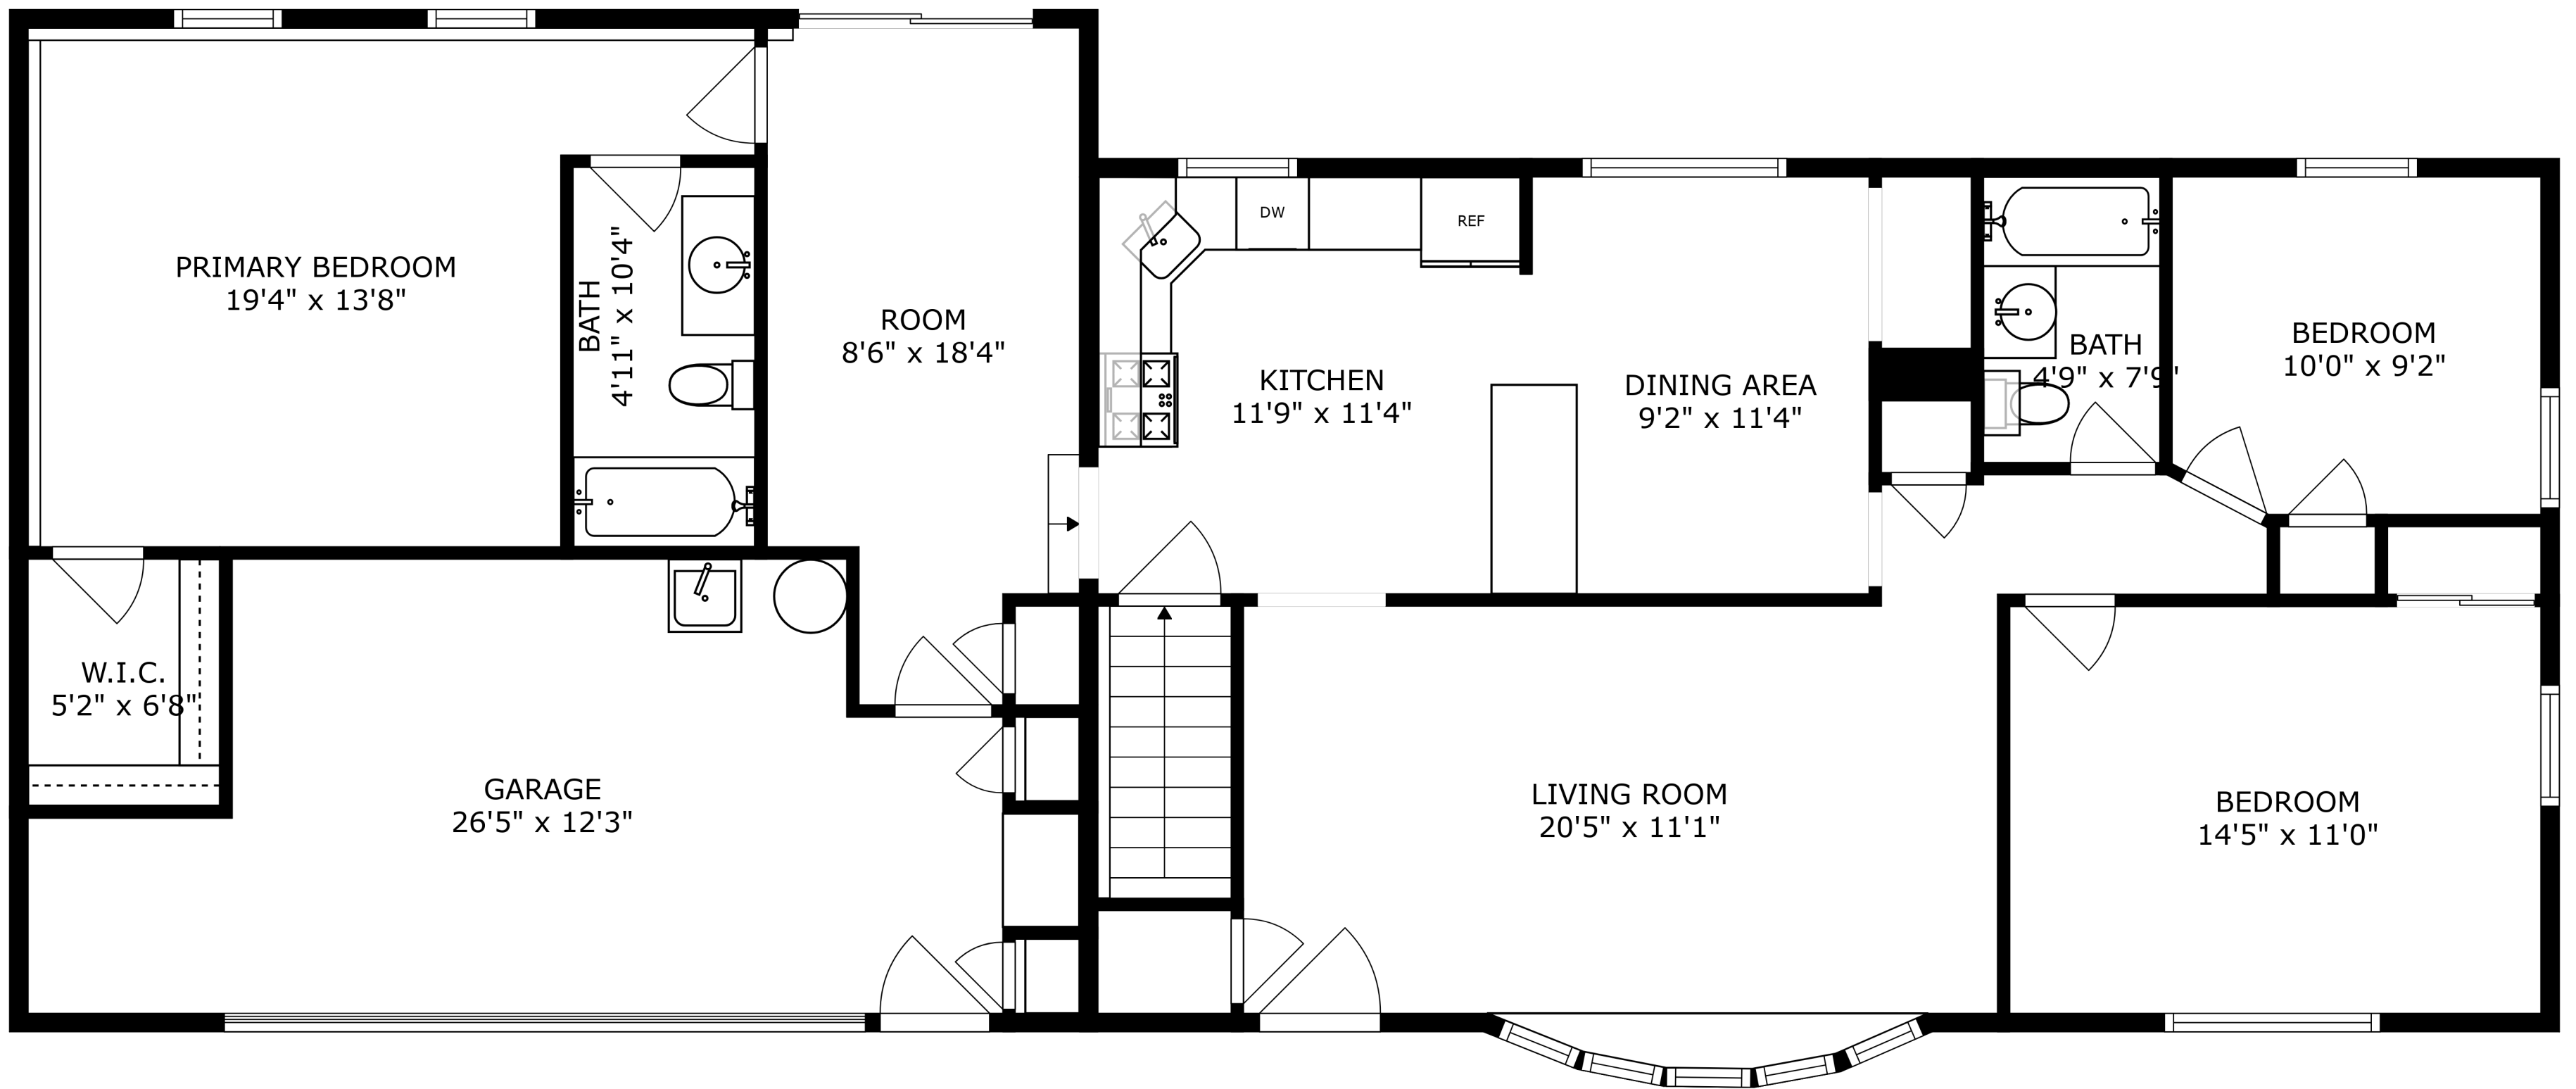 PRIMARY BEDROOM
19'4" x 13'8"
BATH
4'11" x 10'4"
ROOM
8'6" x 18'4"
DW
REF
KITCHEN
11'9" x 11'4"
DINING AREA
9'2" x 11'4"
BATH
4'9" x 7'9"
BEDROOM
10'0" x 9'2"
W.I.C.
5'2" x 6'8"
GARAGE
26'5" x 12'3"
LIVING ROOM
20'5" x 11'1"
BEDROOM
14'5" x 11'0"